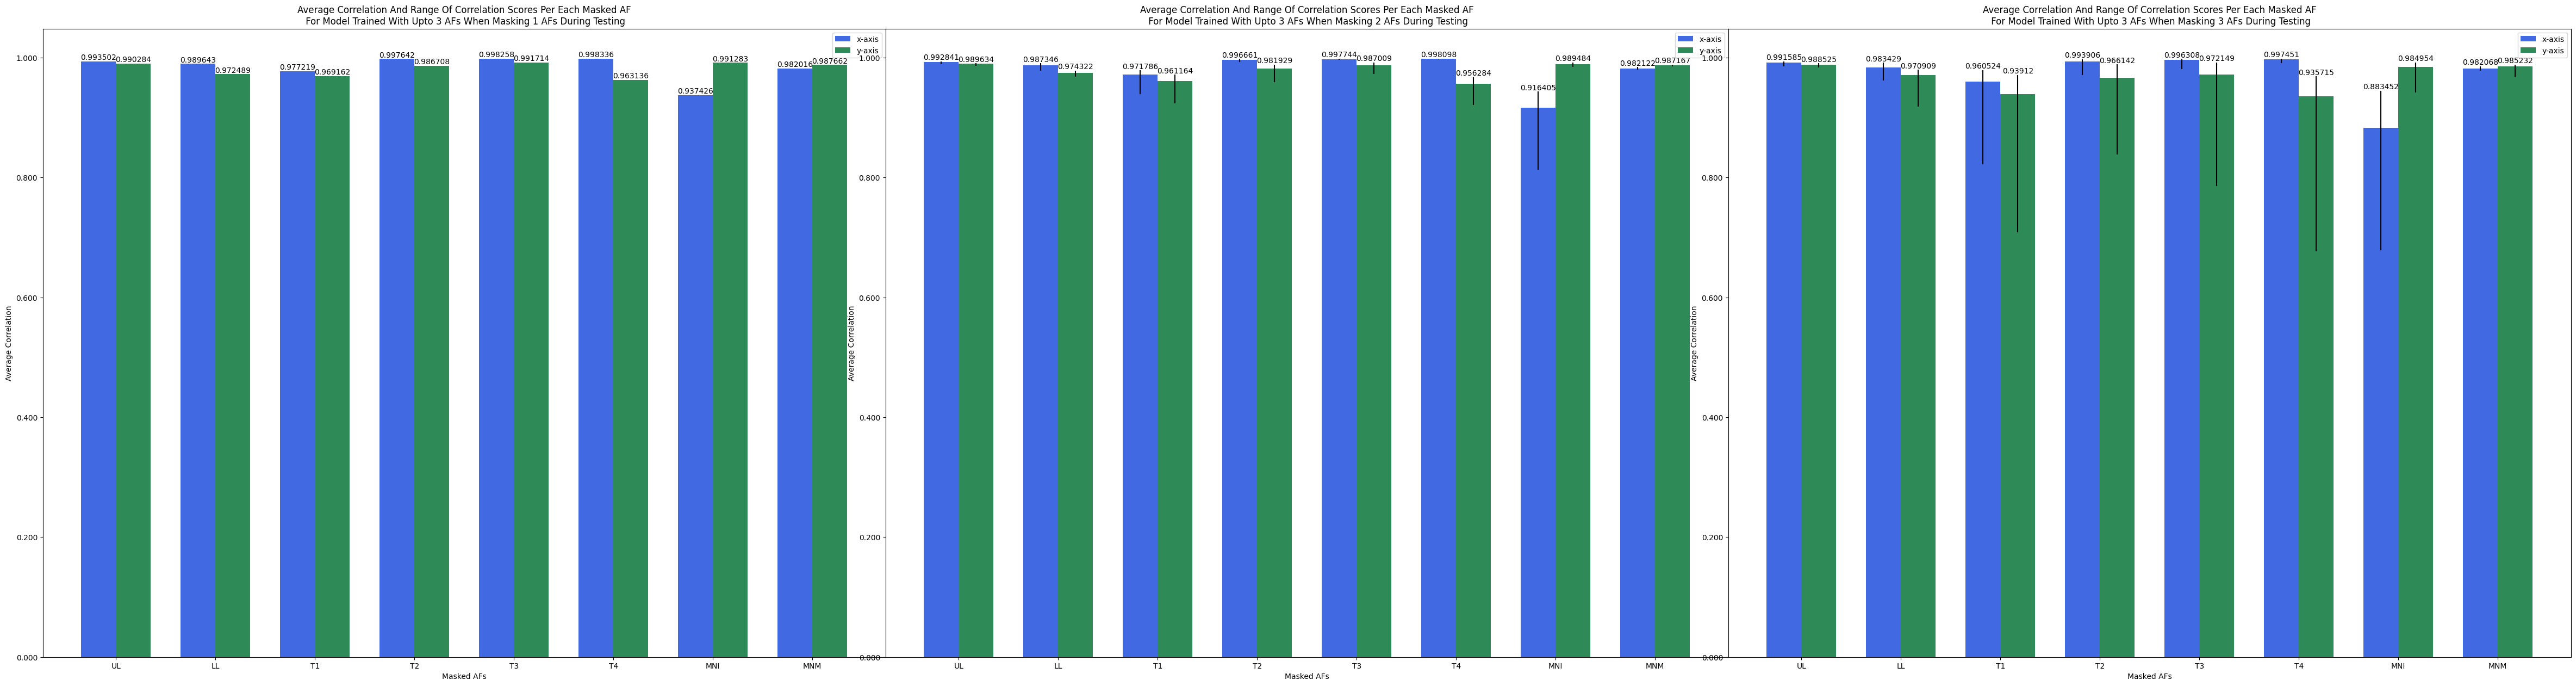 Average Correlation And Range Of Correlation Scores Per Each Masked AF
For Model Trained With Upto 3 AFs When Masking 1 AFs During Testing
x-axis
y-axis
1.000
0.800
0.600
0.400
0.200
0.000
Average Correlation
0.993502
0.990284
0.989643
0.972489
0.977219
0.969162
0.997642
0.986708
0.998258
0.991714
0.998336
0.963136
0.937426
0.991283
0.982016
0.987662
UL
LL
T1
T2
T3
T4
MNI
MNM
Masked AFs
Average Correlation And Range Of Correlation Scores Per Each Masked AF
For Model Trained With Upto 3 AFs When Masking 2 AFs During Testing
x-axis
y-axis
1.000
0.800
0.600
0.400
0.200
0.000
Average Correlation
0.992841
0.989634
0.987346
0.974322
0.971786
0.961164
0.996661
0.981929
0.997744
0.987009
0.998098
0.956284
0.916405
0.989484
0.982122
0.987167
UL
LL
T1
T2
T3
T4
MNI
MNM
Masked AFs
Average Correlation And Range Of Correlation Scores Per Each Masked AF
For Model Trained With Upto 3 AFs When Masking 3 AFs During Testing
x-axis
y-axis
1.000
0.800
0.600
0.400
0.200
0.000
Average Correlation
0.991585
0.988525
0.983429
0.970909
0.960524
0.93912
0.993906
0.966142
0.996308
0.972149
0.997451
0.935715
0.883452
0.984954
0.982068
0.985232
UL
LL
T1
T2
T3
T4
MNI
MNM
Masked AFs